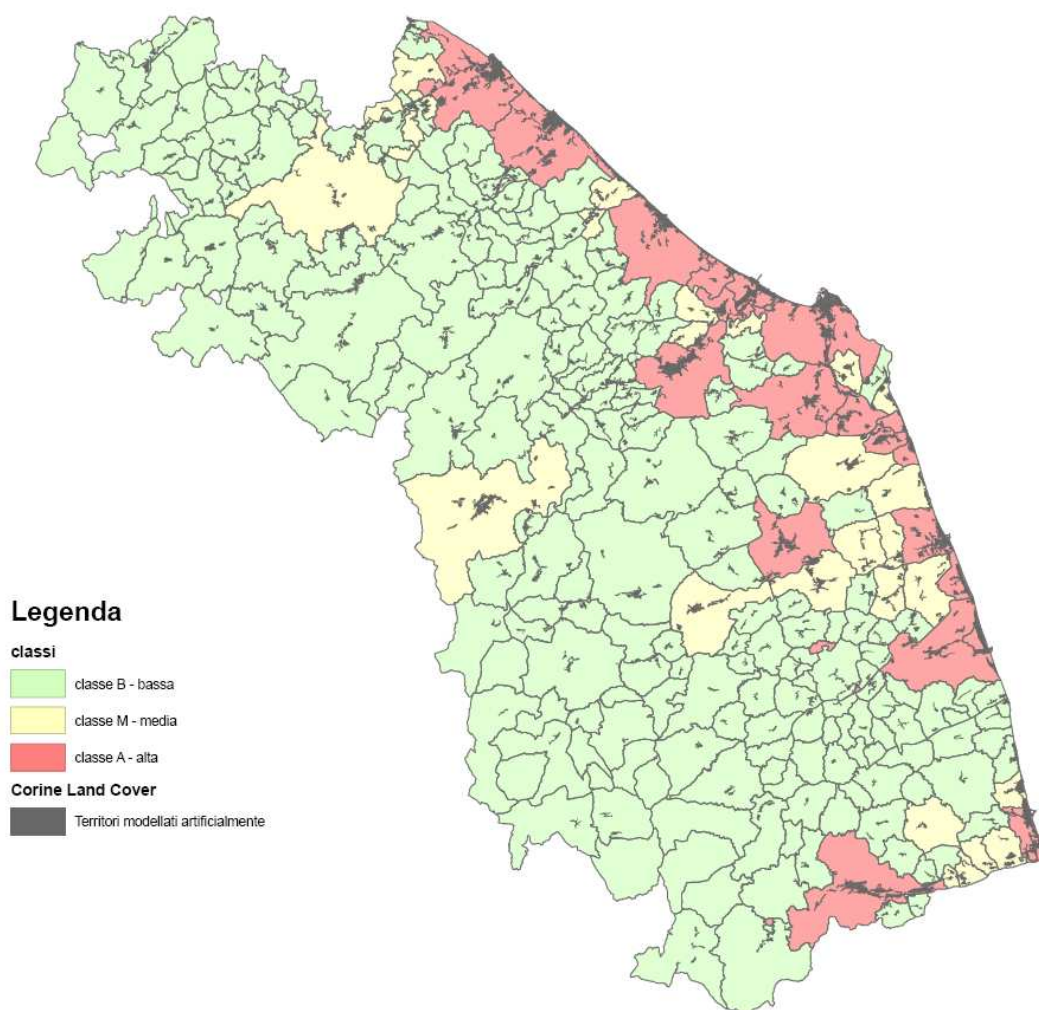 Legenda
classi
classe B - bassa
classe M - media
classe A - alta
Corine Land Cover
Territori modellati artificialmente